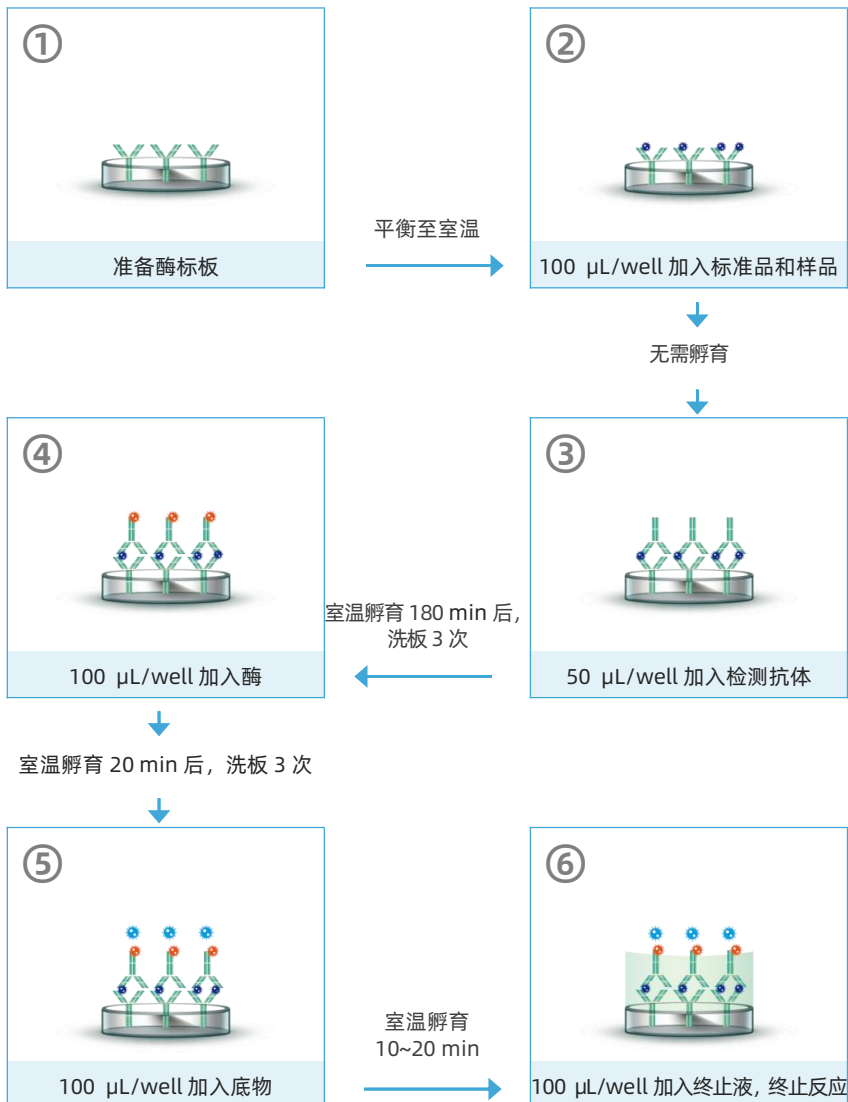 ①
准备酶标板
平衡至室温
②
100 μL/well 加入标准品和样品
无需孵育
③
50 μL/well 加入检测抗体
室温孵育 180 min 后，
洗板 3 次
④
100 μL/well 加入酶
室温孵育 20 min 后，洗板 3 次
⑤
100 μL/well 加入底物
室温孵育
10~20 min
⑥
100 μL/well 加入终止液, 终止反应